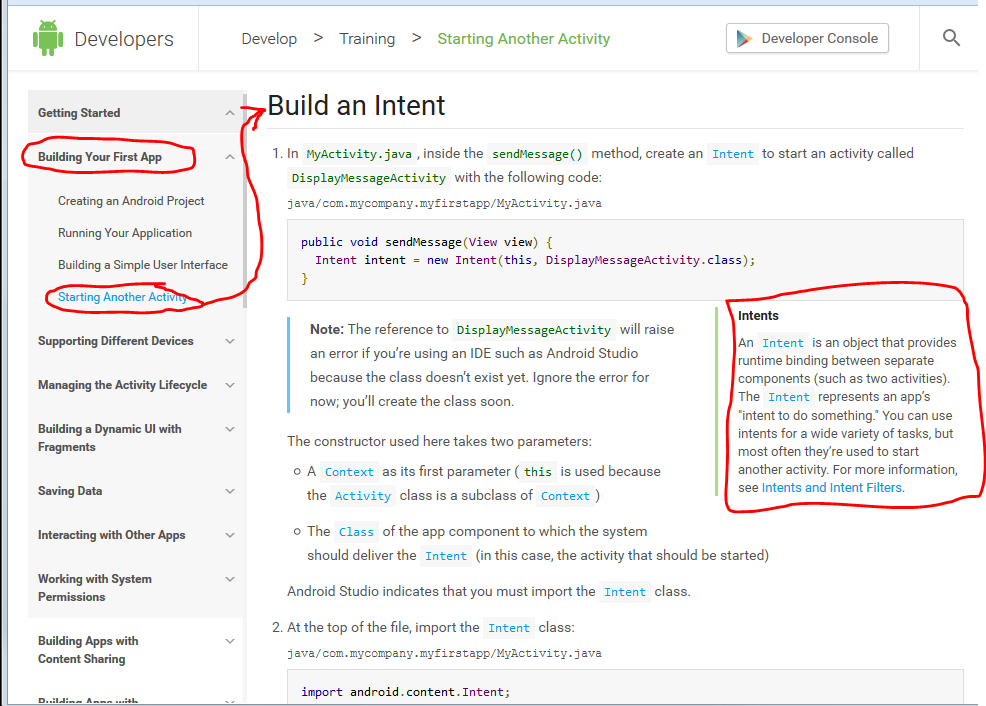 Developers
Develop > Training > Starting Another Activity
Developer Console
Getting Started
Building Your First App
Creating an Android Project
Running Your Application
Building a Simple User Interface
Starting Another Activity
Supporting Different Devices
Managing the Activity Lifecycle
Building a Dynamic UI with
Fragments
Saving Data
Interacting with Other Apps
Working with System
Permissions
Building Apps with
Content Sharing
Building Apps with
Build an Intent
1. In MyActivity.java , inside the sendMessage() method, create an Intent to start an activity called
DisplayMessageActivity with the following code:
java/com.mycompany.myfirstapp/MyActivity.java
public void sendMessage(View view) {
Intent intent = new Intent(this, DisplayMessageActivity.class);
}
Note: The reference to DisplayMessageActivity will raise
an error if you’re using an IDE such as Android Studio
because the class doesn’t exist yet. Ignore the error for
now; you’ll create the class soon.
Intents
An Intent is an object that provides
runtime binding between separate
components (such as two activities).
The Intent represents an app’s
"intent to do something." You can use
intents for a wide variety of tasks, but
most often they’re used to start
another activity. For more information,
see Intents and Intent Filters.
The constructor used here takes two parameters:
A Context as its first parameter ( this is used because
the Activity class is a subclass of Context )
The Class of the app component to which the system
should deliver the Intent (in this case, the activity that should be started)
Android Studio indicates that you must import the Intent class.
2. At the top of the file, import the Intent class:
java/com.mycompany.myfirstapp/MyActivity.java
import android.content.Intent;